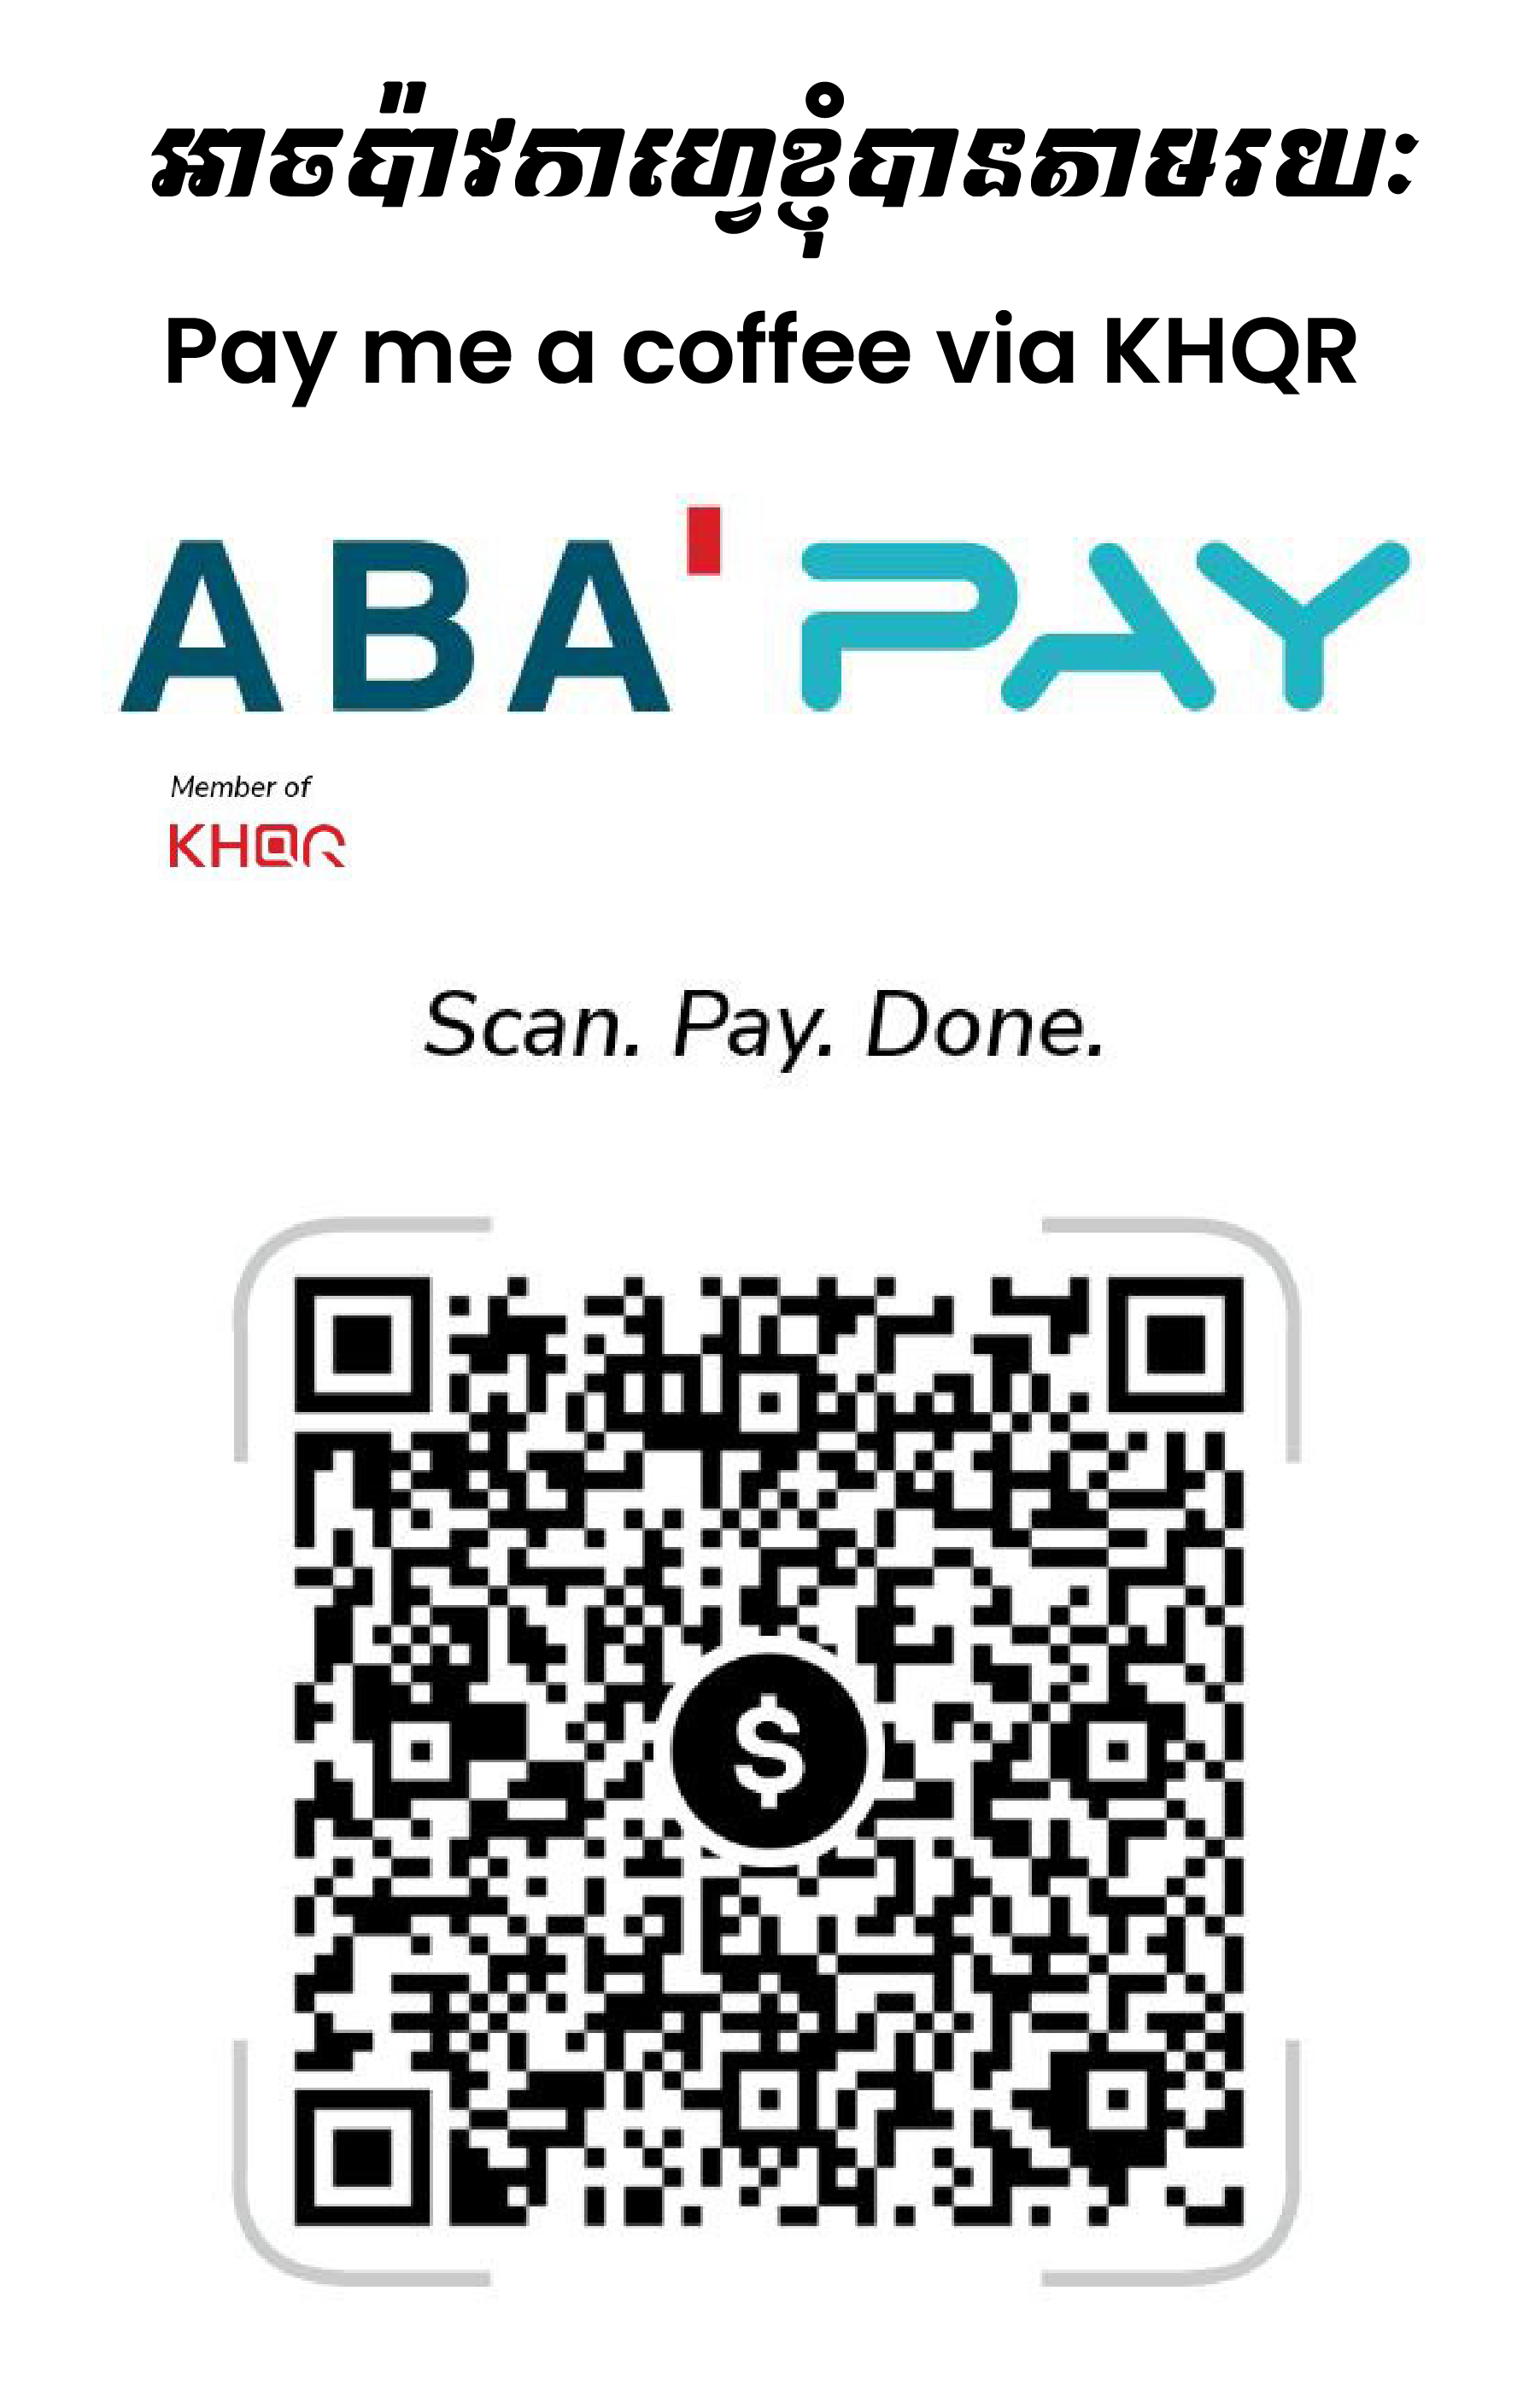 អាចប៉ាវកាហ្វេខ្ញុំបានតាមរយៈ
Pay me a coffee via KHQR
ABA' PAY
Member of
KHQR
Scan. Pay. Done.
$